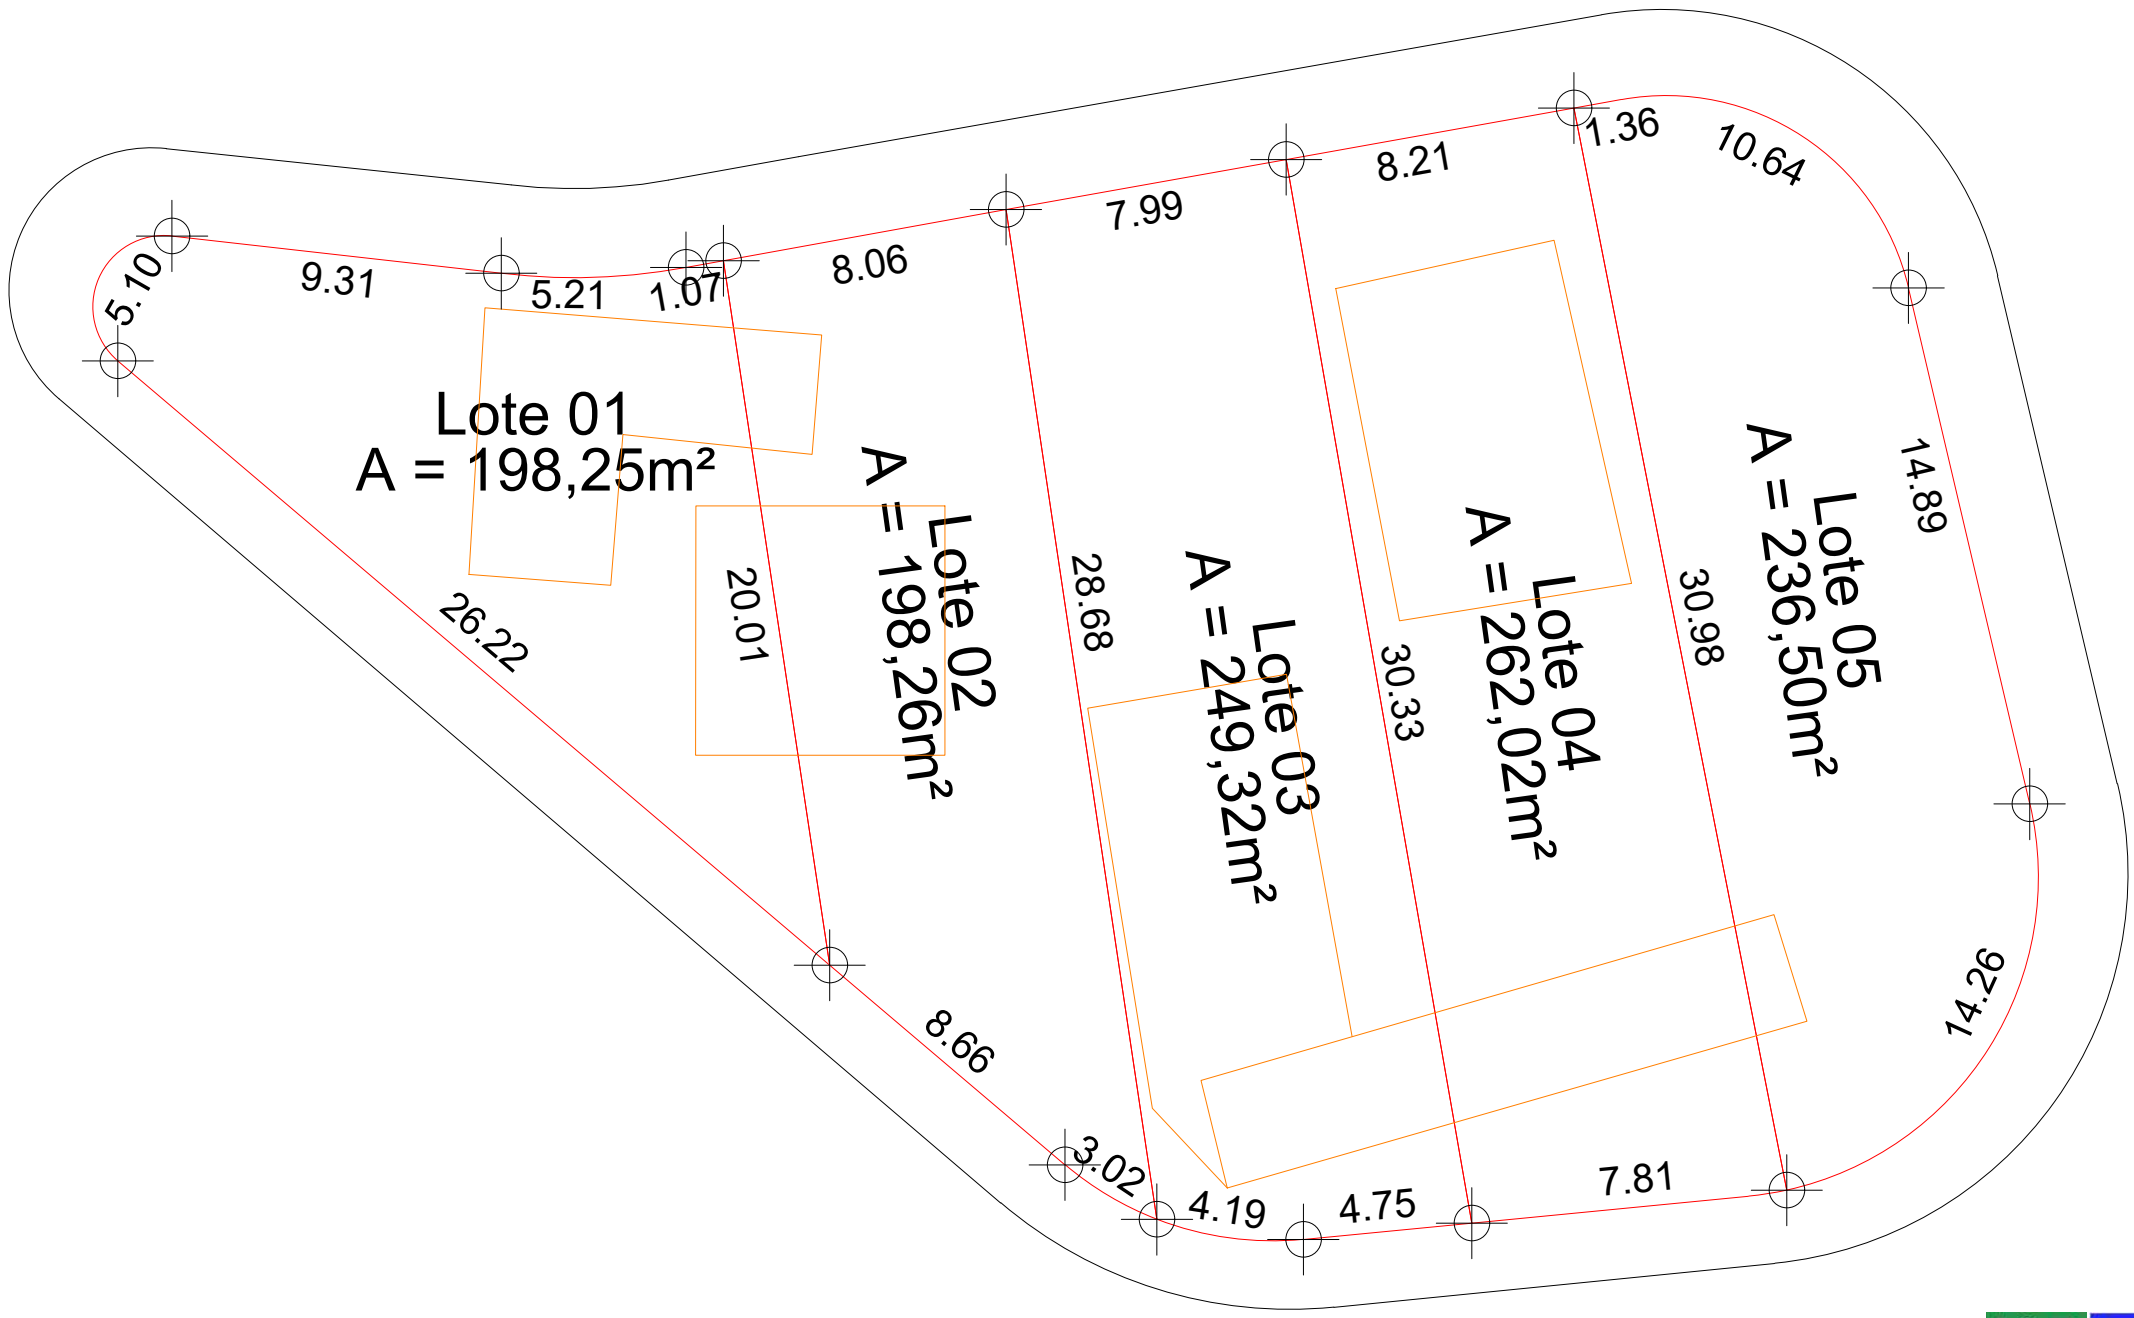 1.36
10.64
8.21
7.99
8.06
9.31
5.21
1.07
5.10
Lote 01
A = 198,25m²
26.22
20.01
Lote 02
A = 198,26m²
28.68
Lote 03
A = 249,32m²
30.33
Lote 04
A = 262,02m²
30.98
Lote 05
A = 236,50m²
14.89
14.26
8.66
3.02
4.19
4.75
7.81